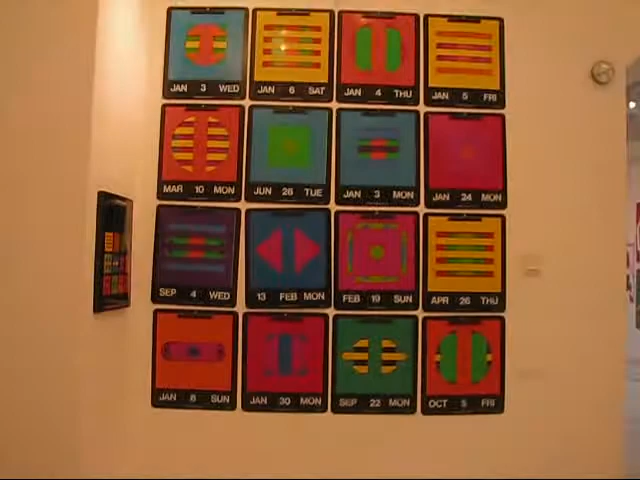 JAN 3 WED
JAN 6 SAT
JAN 4 THU
JAN 5 FRI
MAR 10 MON
JUN 28 TUE
JAN 3 MON
JAN 24 MON
SEP 4 WED
13 FEB MON
FEB 19 SUN
APR 26 THU
JAN 8 SUN
JAN 30 MON
SEP 22 MON
OCT 5 FRI